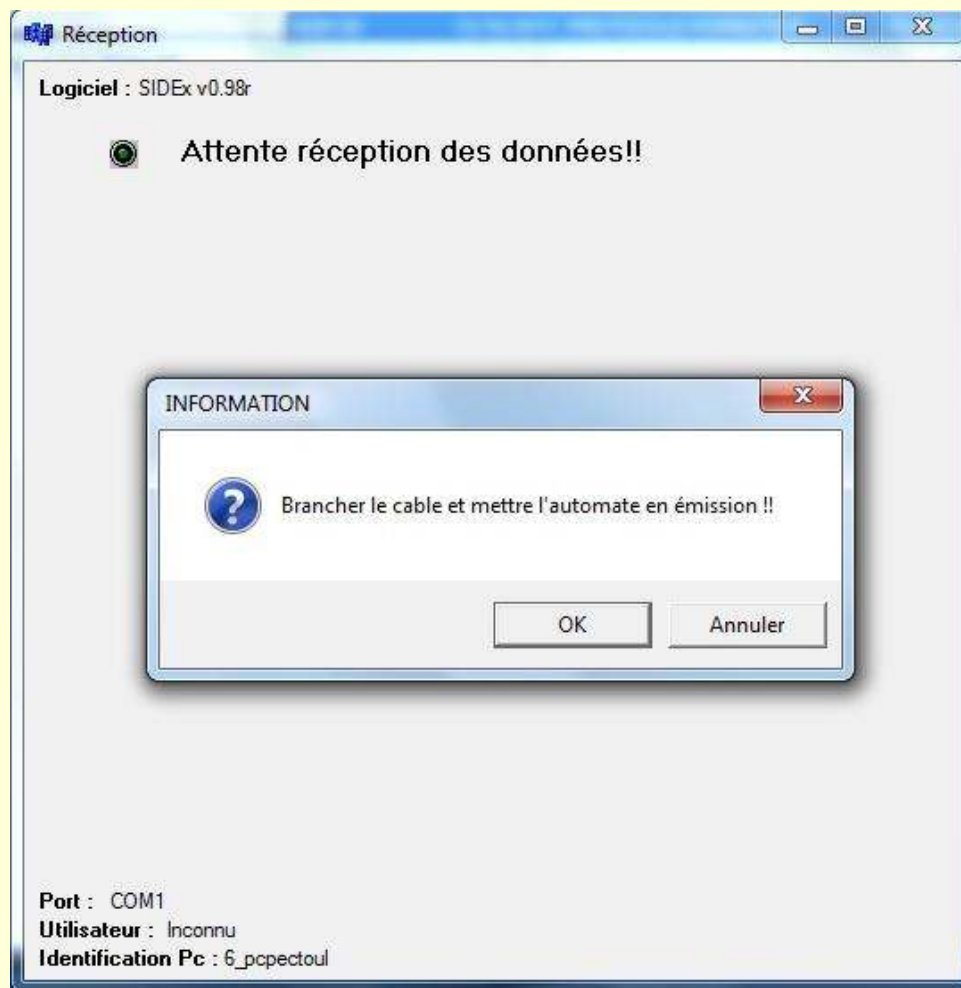 Réception
Logiciel : SIDEx v0.98r
Attente réception des données!!
INFORMATION
Brancher le cable et mettre l'automate en émission !!
OK Annuler
Port : COM1
Utilisateur : Inconnu
Identification Pc : 6_pcpectoul